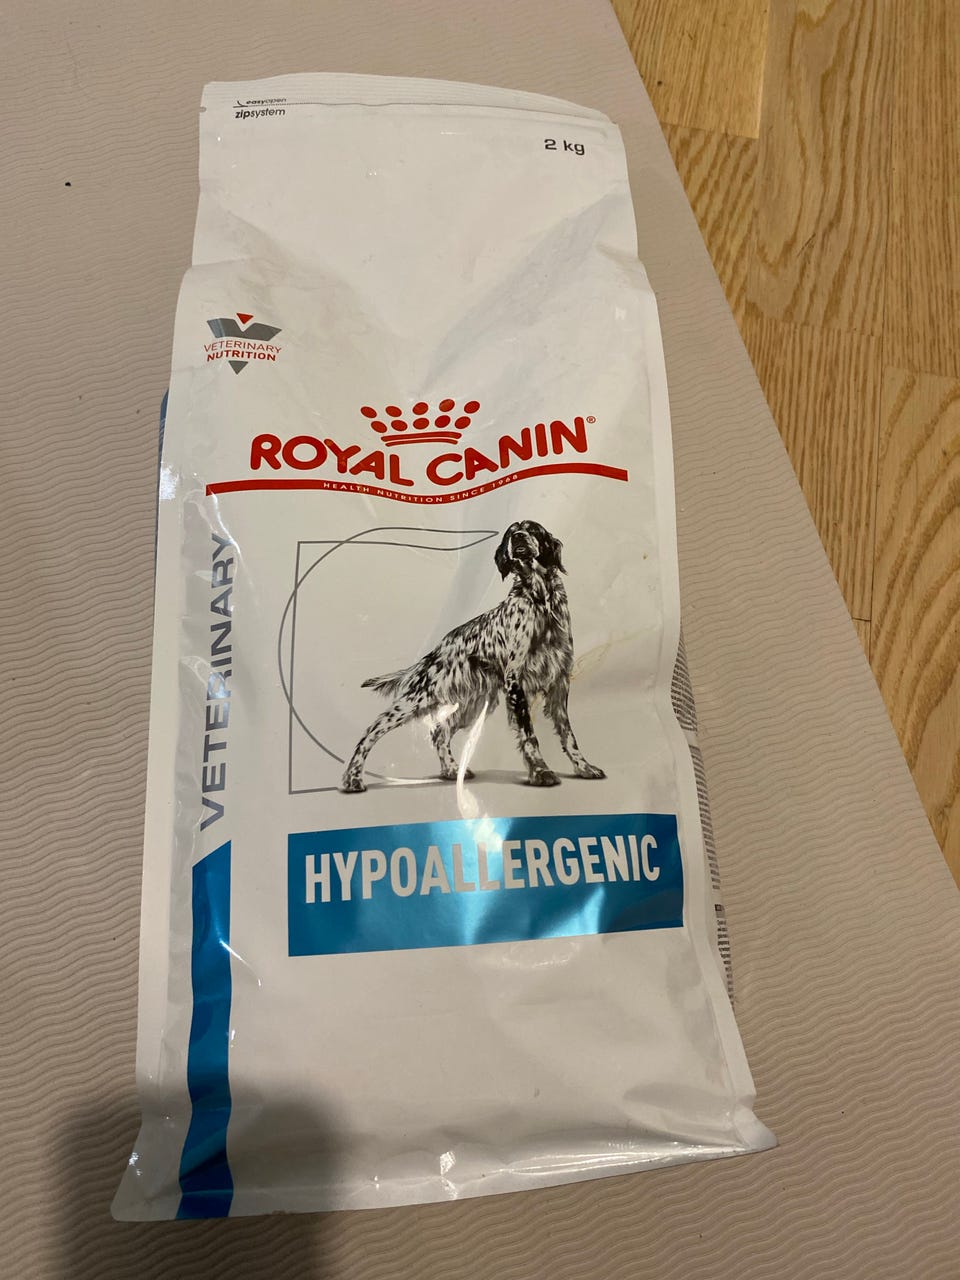 easyopen
zipsystem
2 kg
VETERINARY
NUTRITION
ROYAL CANIN®
HEALTH NUTRITION SINCE 1968
VETERINARY
HYPOALLERGENIC